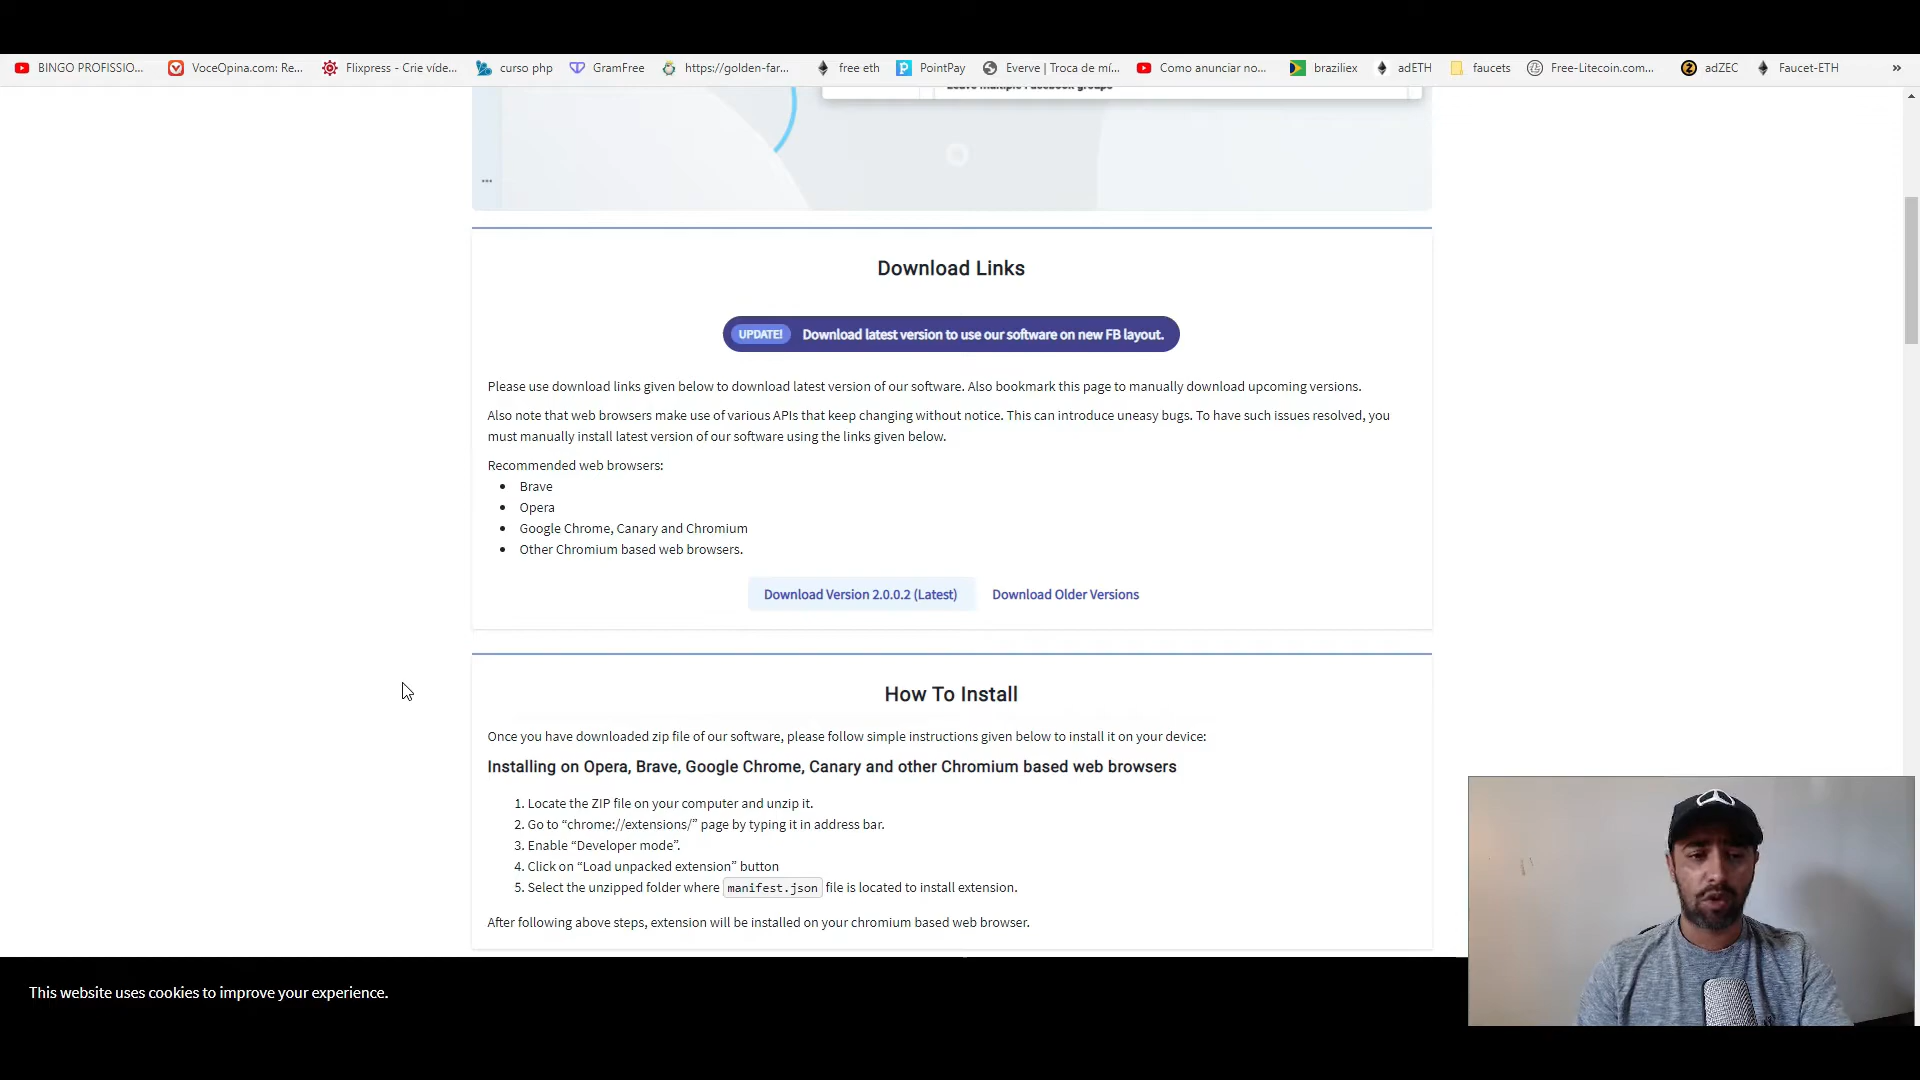 BINGO PROFISSIO... VoceOpina.com: Re... Flixpress - Crie víde... curso php GramFree https://golden-far... free eth PointPay Everve | Troca de mí... Como anunciar no... braziliex adETH faucets Free-Litecoin.com... adZEC Faucet-ETH »
Leave multiple Facebook groups
...
Download Links
UPDATE! Download latest version to use our software on new FB layout.
Please use download links given below to download latest version of our software. Also bookmark this page to manually download upcoming versions.
Also note that web browsers make use of various APIs that keep changing without notice. This can introduce uneasy bugs. To have such issues resolved, you
must manually install latest version of our software using the links given below.
Recommended web browsers:
• Brave
• Opera
• Google Chrome, Canary and Chromium
• Other Chromium based web browsers.
Download Version 2.0.0.2 (Latest) Download Older Versions
How To Install
Once you have downloaded zip file of our software, please follow simple instructions given below to install it on your device:
Installing on Opera, Brave, Google Chrome, Canary and other Chromium based web browsers
1. Locate the ZIP file on your computer and unzip it.
2. Go to “chrome://extensions/” page by typing it in address bar.
3. Enable “Developer mode”.
4. Click on “Load unpacked extension” button
5. Select the unzipped folder where manifest.json file is located to install extension.
After following above steps, extension will be installed on your chromium based web browser.
This website uses cookies to improve your experience.